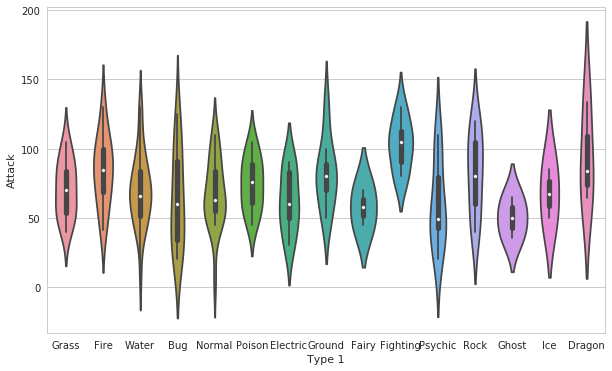 200
150
100
50
0
Attack
Grass Fire Water Bug Normal Poison Electric Ground Fairy Fighting Psychic Rock Ghost Ice Dragon
Type 1